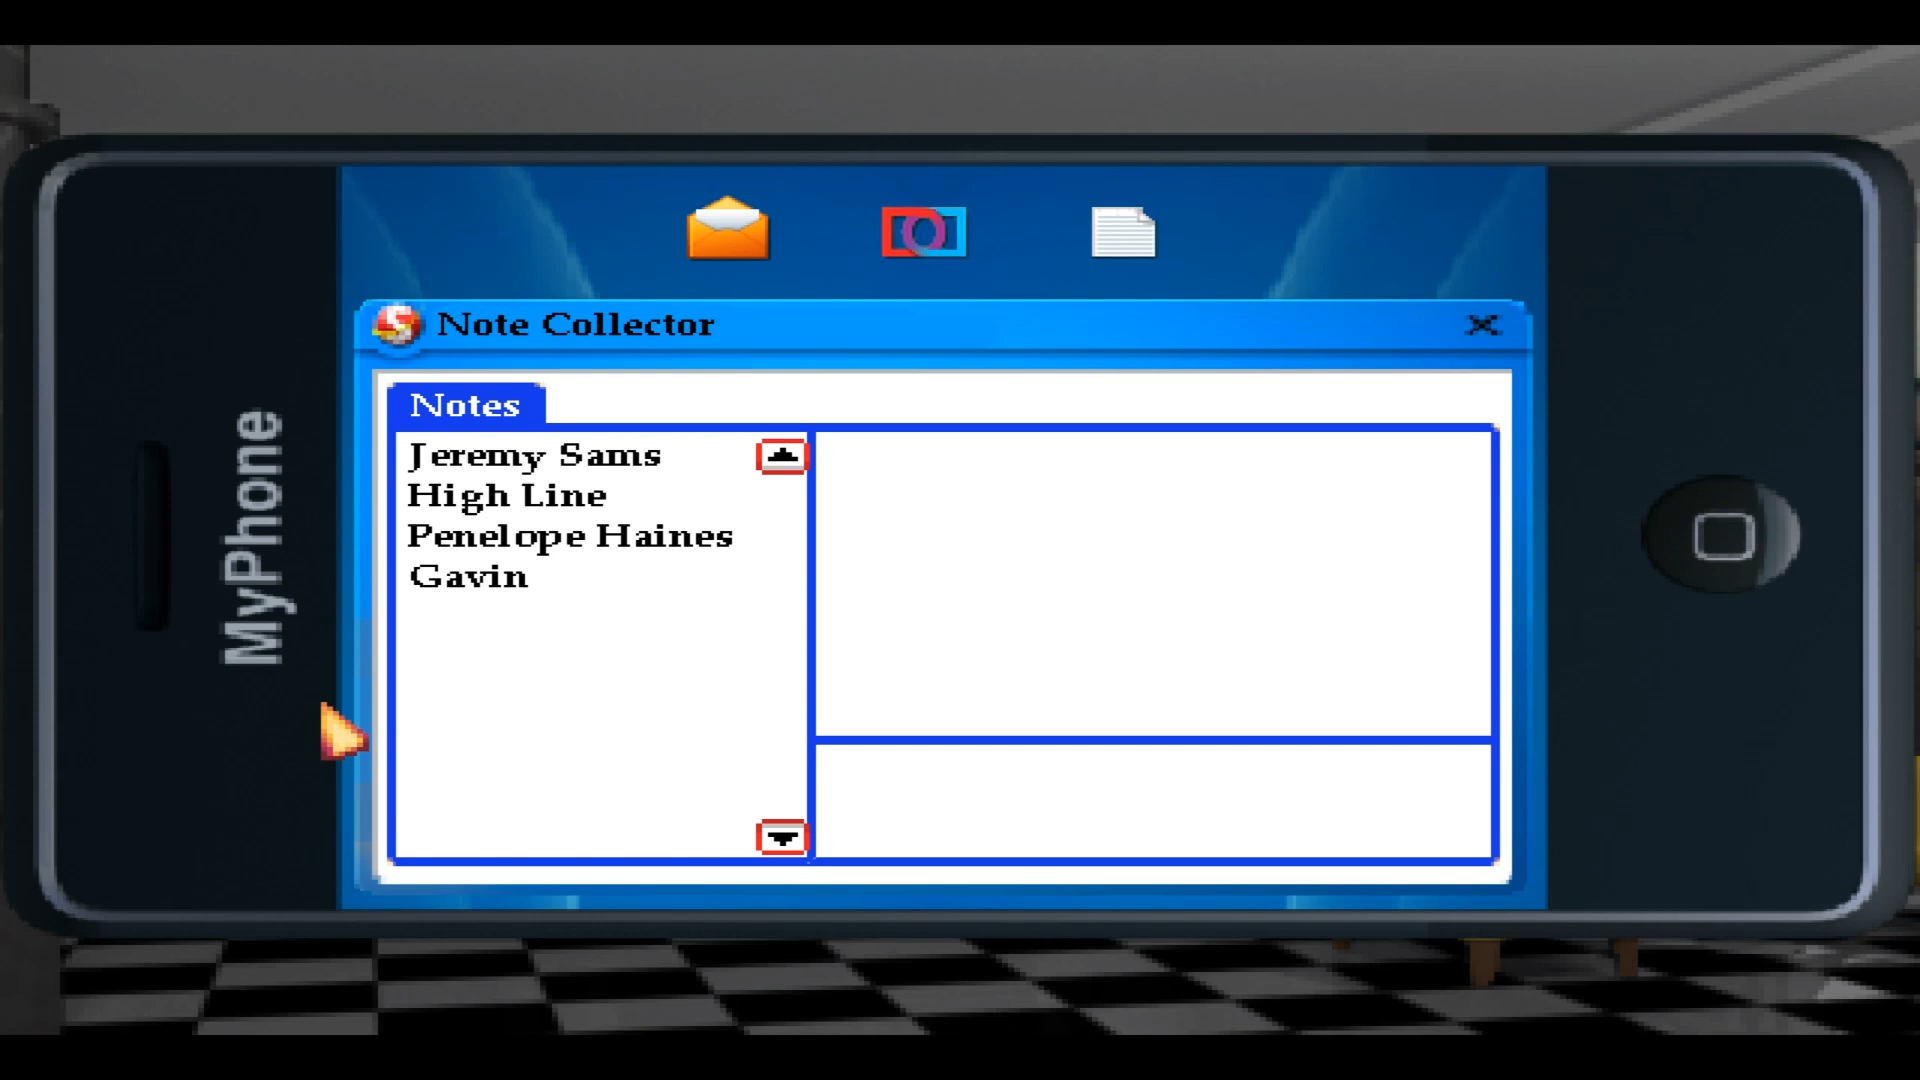 Note Collector
Notes
Jeremy Sams
High Line
Penelope Haines
Gavin
MyPhone